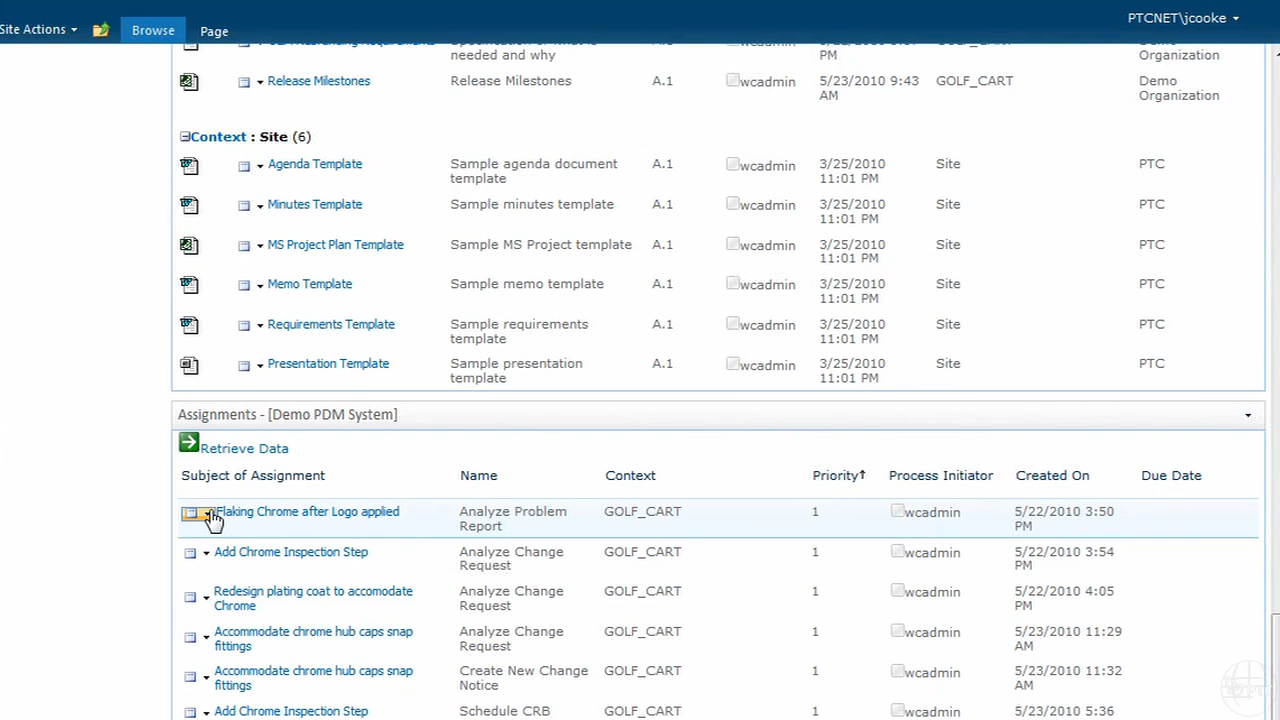 Site Actions Browse Page PTCNET\jcooke
needed and why PM Organization
Release Milestones Release Milestones A.1 wcadmin 5/23/2010 9:43 GOLF_CART Demo
AM Organization
Context : Site (6)
Agenda Template Sample agenda document A.1 wcadmin 3/25/2010 Site PTC
template 11:01 PM
Minutes Template Sample minutes template A.1 wcadmin 3/25/2010 Site PTC
11:01 PM
MS Project Plan Template Sample MS Project template A.1 wcadmin 3/25/2010 Site PTC
11:01 PM
Memo Template Sample memo template A.1 wcadmin 3/25/2010 Site PTC
11:01 PM
Requirements Template Sample requirements A.1 wcadmin 3/25/2010 Site PTC
template 11:01 PM
Presentation Template Sample presentation A.1 wcadmin 3/25/2010 Site PTC
template 11:01 PM
Assignments - [Demo PDM System]
Retrieve Data
Subject of Assignment Name Context Priority↑ Process Initiator Created On Due Date
Flaking Chrome after Logo applied Analyze Problem GOLF_CART 1 wcadmin 5/22/2010 3:50
Report PM
Add Chrome Inspection Step Analyze Change GOLF_CART 1 wcadmin 5/22/2010 3:54
Request PM
Redesign plating coat to accomodate Analyze Change GOLF_CART 1 wcadmin 5/22/2010 4:05
Chrome Request PM
Accommodate chrome hub caps snap Analyze Change GOLF_CART 1 wcadmin 5/23/2010 11:29
fittings Request AM
Accommodate chrome hub caps snap Create New Change GOLF_CART 1 wcadmin 5/23/2010 11:32
fittings Notice AM
Add Chrome Inspection Step Schedule CRB GOLF_CART 1 wcadmin 5/23/2010 5:36